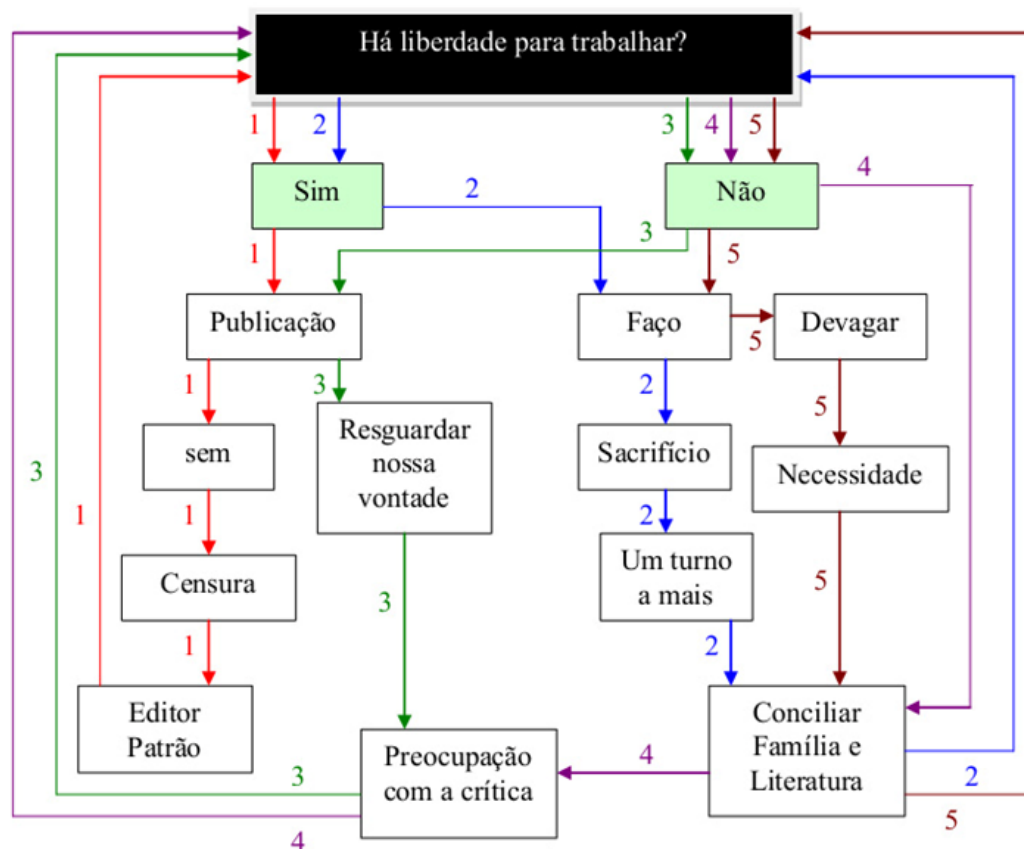 Há liberdade para trabalhar?
1
2
3
4
5
Sim
2
Não
4
1
3
5
Publicação
Faço
5
Devagar
1
3
2
5
sem
Resguardar
nossa
vontade
Sacrifício
Necessidade
3
1
1
2
Censura
3
Um turno
a mais
5
1
2
Editor
Patrão
Preocupação
com a crítica
4
Conciliar
Família e
Literatura
3
2
4
5